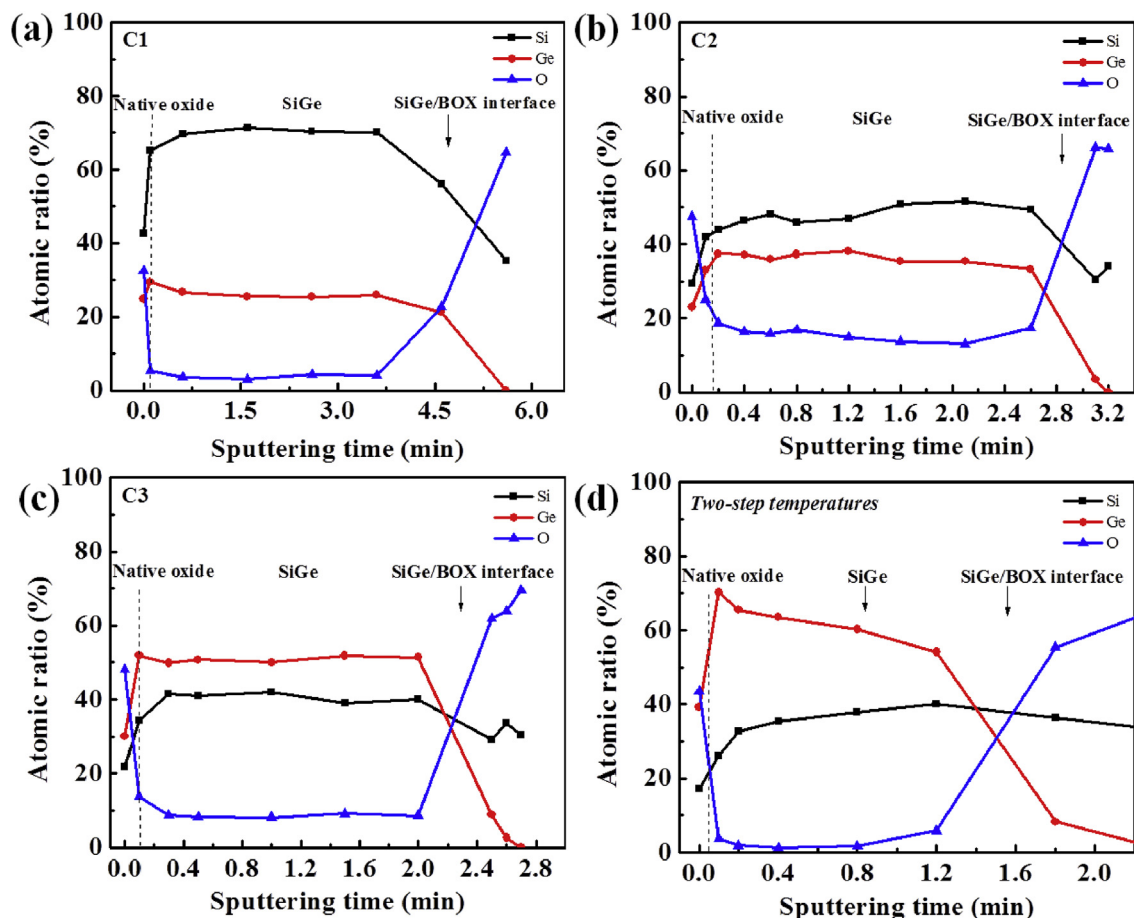 (a)
C1
Si
Ge
O
Native oxide
SiGe
SiGe/BOX interface
100
80
60
40
20
0
Atomic ratio (%)
0.0 1.5 3.0 4.5 6.0
Sputtering time (min)
(b)
C2
Si
Ge
O
Native oxide
SiGe
SiGe/BOX interface
100
80
60
40
20
0
Atomic ratio (%)
0.0 0.4 0.8 1.2 1.6 2.0 2.4 2.8 3.2
Sputtering time (min)
(c)
C3
Si
Ge
O
Native oxide
SiGe
SiGe/BOX interface
100
80
60
40
20
0
Atomic ratio (%)
0.0 0.4 0.8 1.2 1.6 2.0 2.4 2.8
Sputtering time (min)
(d)
Two-step temperatures
Si
Ge
O
Native oxide
SiGe
SiGe/BOX interface
100
80
60
40
20
0
Atomic ratio (%)
0.0 0.4 0.8 1.2 1.6 2.0
Sputtering time (min)